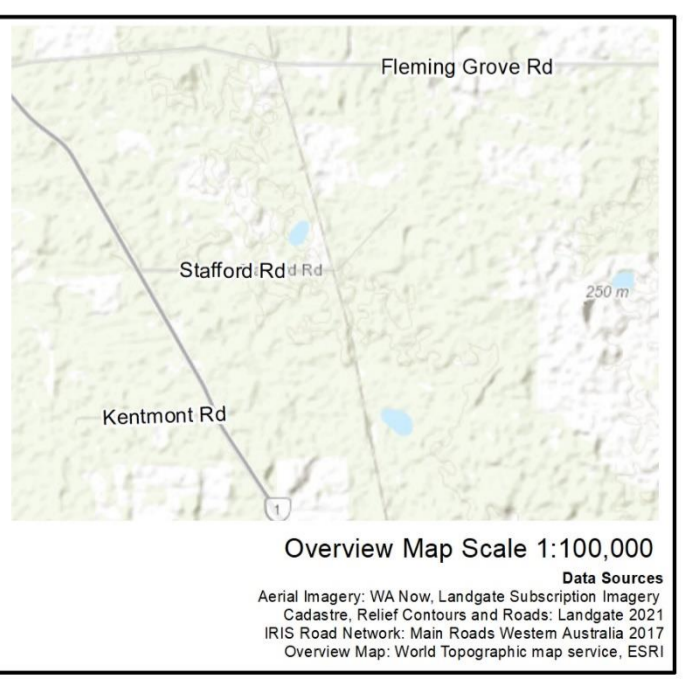 Fleming Grove Rd
Stafford Rd d Rd
250 m
Kentmont Rd
1
Overview Map Scale 1:100,000
Data Sources
Aerial Imagery: WA Now, Landgate Subscription Imagery
Cadastre, Relief Contours and Roads: Landgate 2021
IRIS Road Network: Main Roads Western Australia 2017
Overview Map: World Topographic map service, ESRI